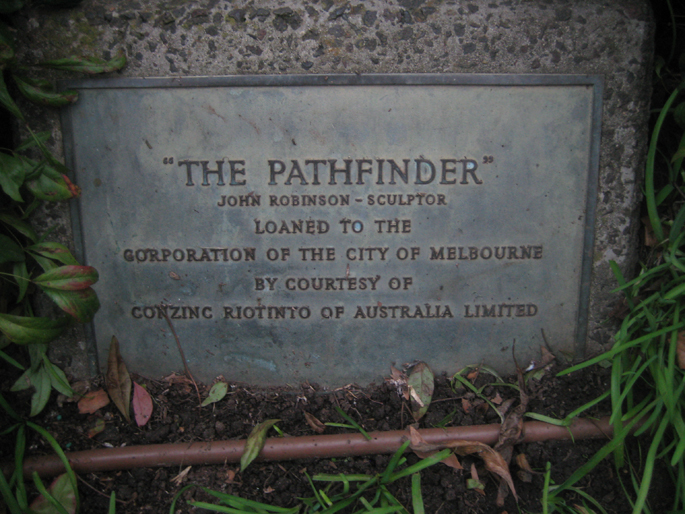 "THE PATHFINDER"
JOHN ROBINSON - SCULPTOR
LOANED TO THE
CORPORATION OF THE CITY OF MELBOURNE
BY COURTESY OF
CONZINC RIOTINTO OF AUSTRALIA LIMITED